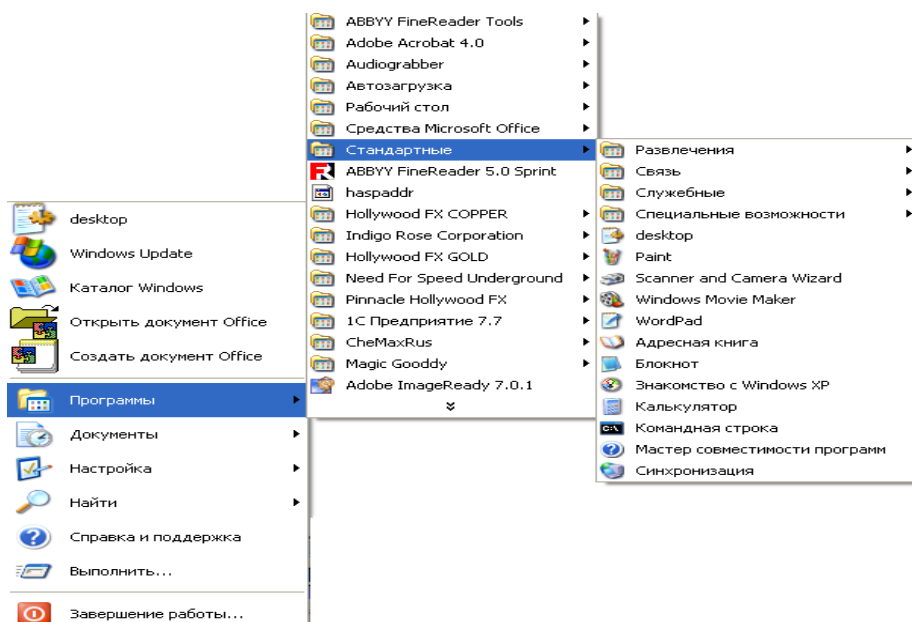 desktop
Windows Update
Каталог Windows
Открыть документ Office
Создать документ Office
Программы
Документы
Настройка
Найти
Справка и поддержка
Выполнить...
Завершение работы...
ABBYY FineReader Tools
Adobe Acrobat 4.0
Audiograbber
Автозагрузка
Рабочий стол
Средства Microsoft Office
Стандартные
ABBYY FineReader 5.0 Sprint
haspaddr
Hollywood FX COPPER
Indigo Rose Corporation
Hollywood FX GOLD
Need For Speed Underground
Pinnacle Hollywood FX
1С Предприятие 7.7
CheMaxRus
Magic Gooddy
Adobe ImageReady 7.0.1
Развлечения
Связь
Служебные
Специальные возможности
desktop
Paint
Scanner and Camera Wizard
Windows Movie Maker
WordPad
Адресная книга
Блокнот
Знакомство с Windows XP
Калькулятор
Командная строка
Мастер совместимости программ
Синхронизация